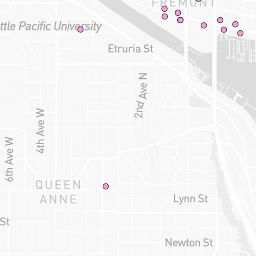 FREMONT
ttle Pacific University
Etruria St
2nd Ave N
4th Ave W
6th Ave W
QUEEN
ANNE
Lynn St
St
Newton St